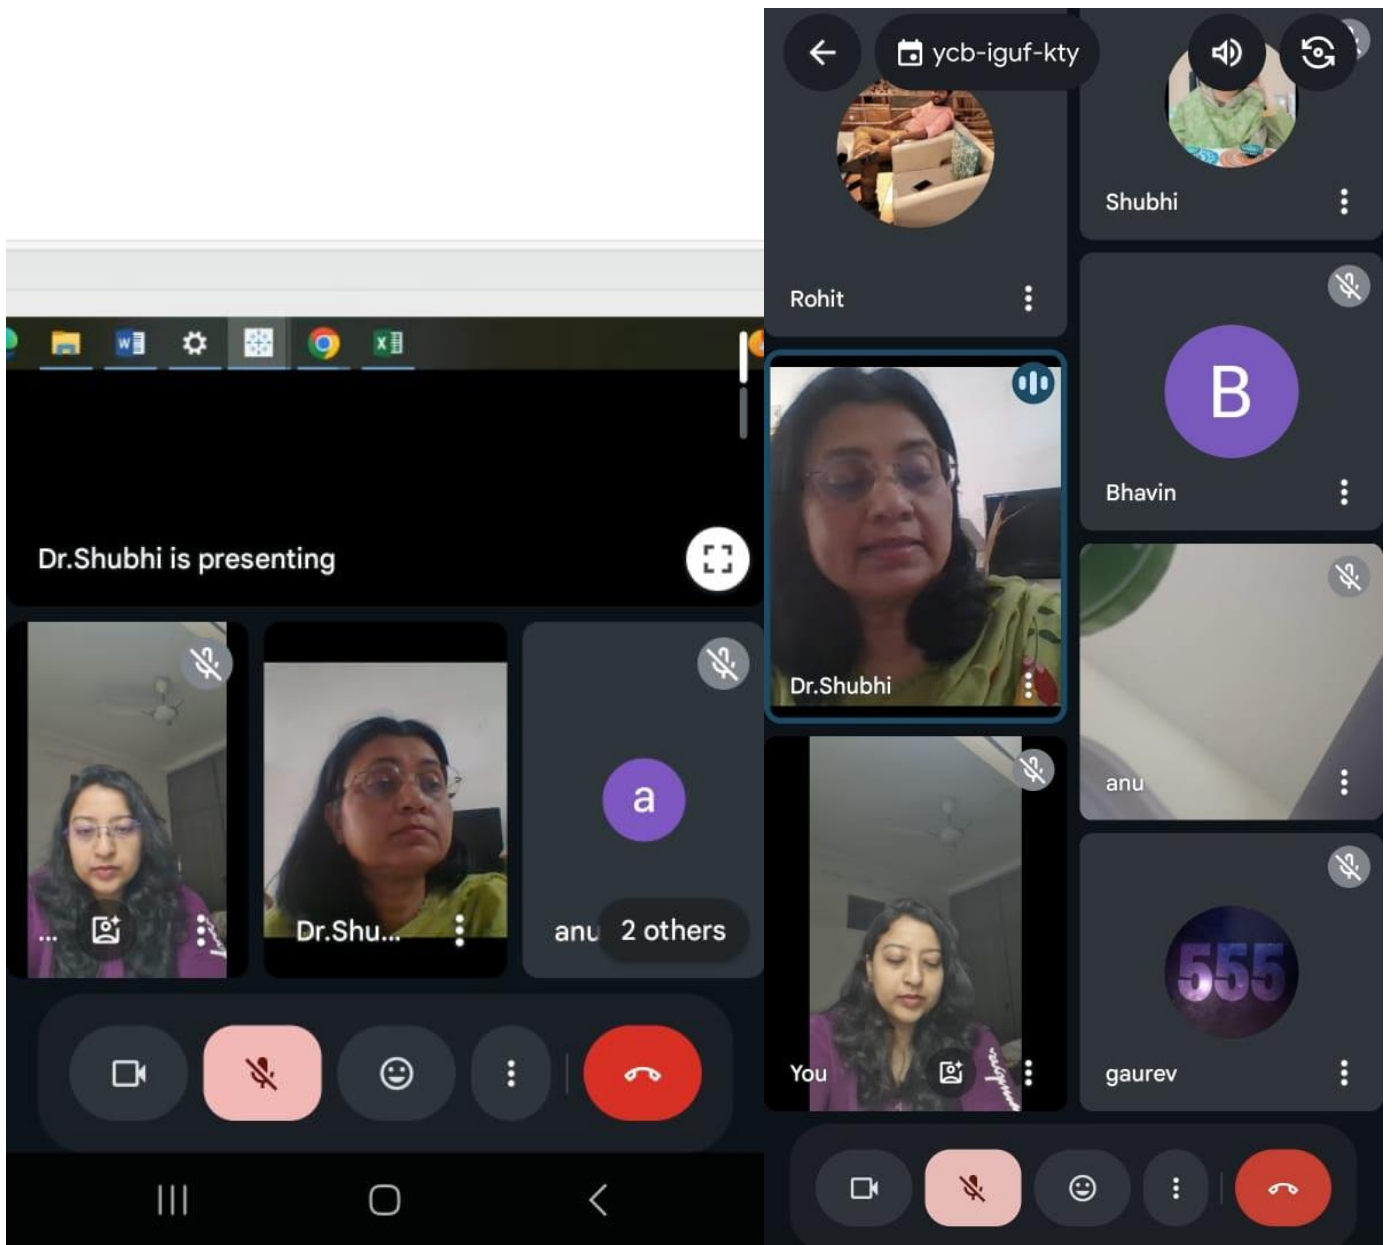 Dr.Shubhi is presenting
...
Dr.Shu...
a
anu
2 others
ycb-iguf-kty
Rohit
Shubhi
B
Bhavin
Dr.Shubhi
anu
You
555
gaurev